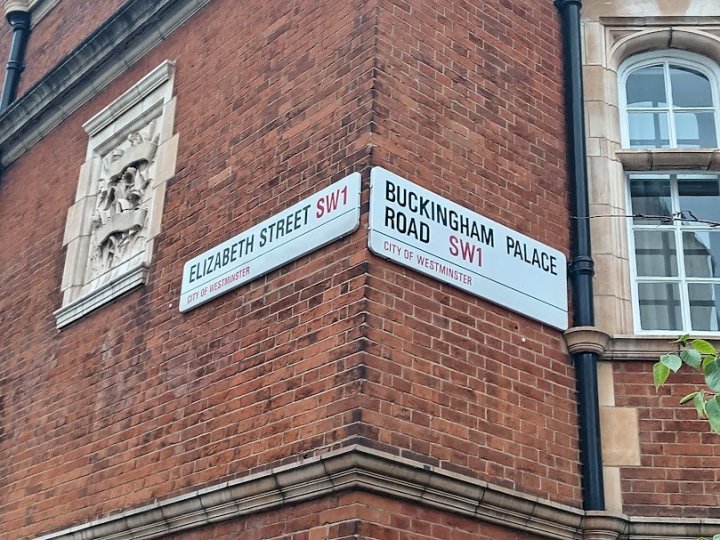 ELIZABETH STREET SW1
CITY OF WESTMINSTER
BUCKINGHAM PALACE
ROAD SW1
CITY OF WESTMINSTER